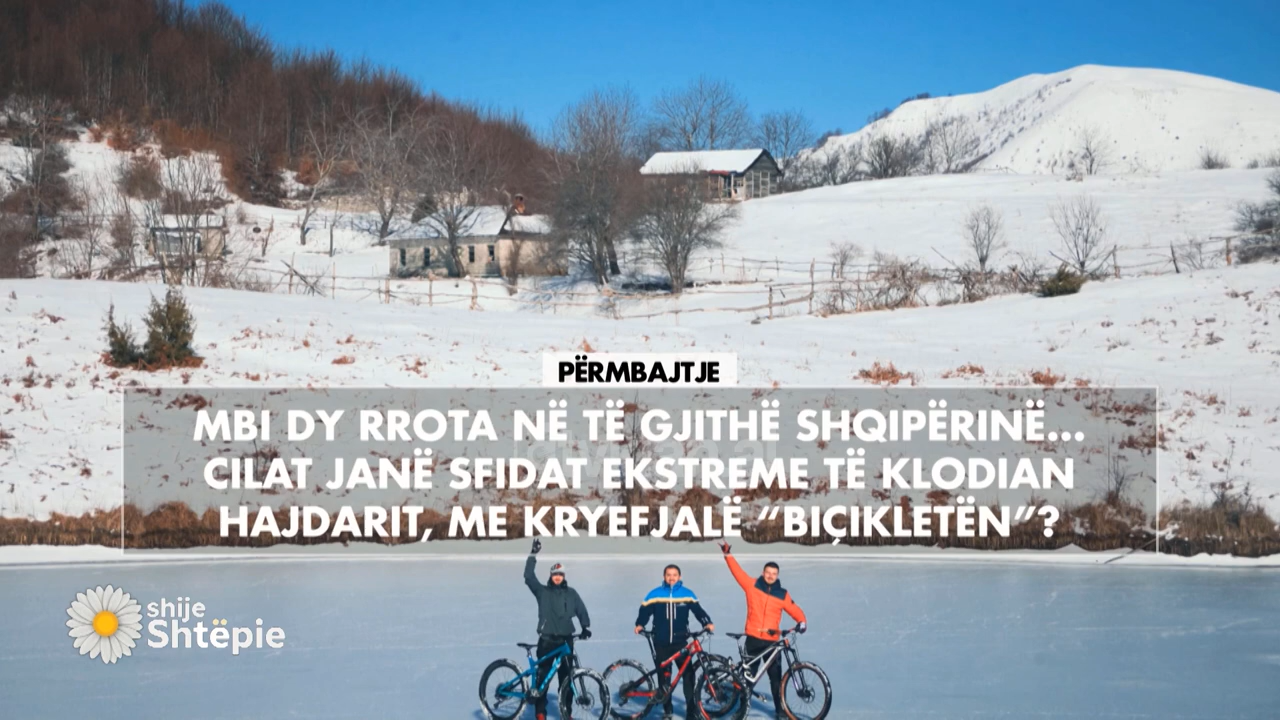 PËRMBAJTJE
MBI DY RROTA NË TË GJITHË SHQIPËRINË...
CILAT JANË SFIDAT EKSTREME TË KLODIAN
HAJDARIT, ME KRYEFJALË “BIÇIKLETËN”?
shije
Shtëpie